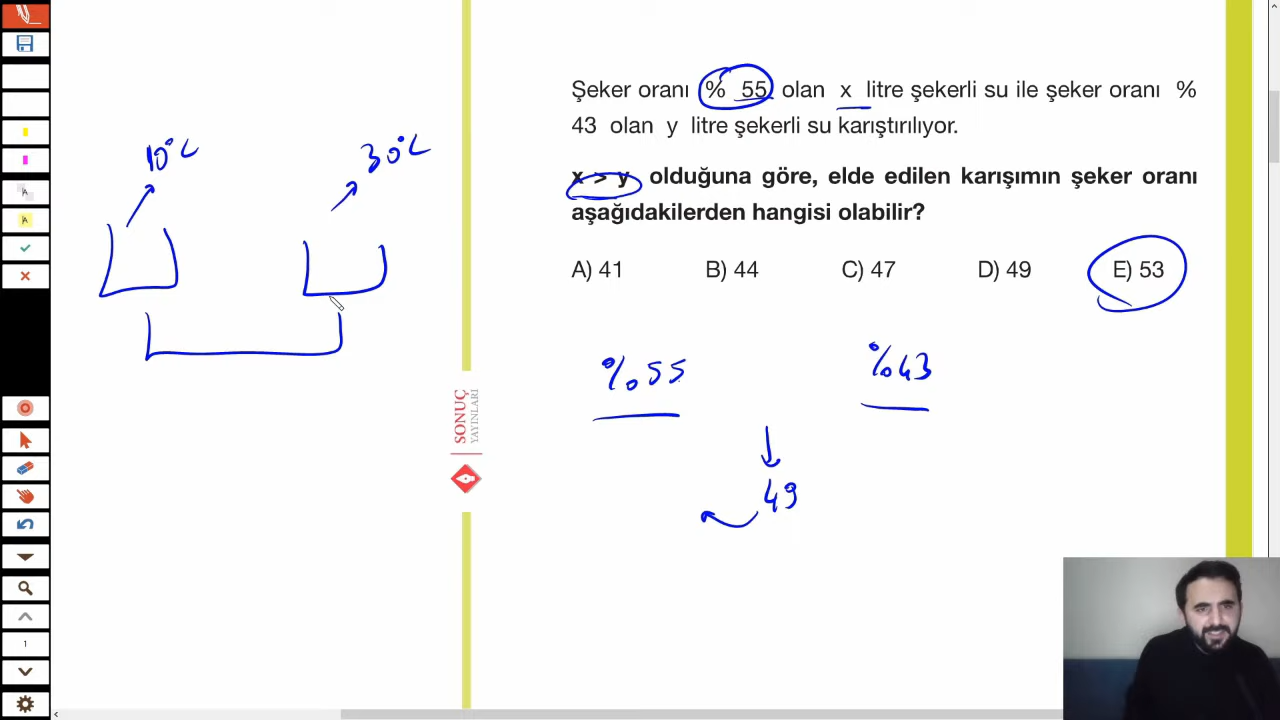 10°C
30°C
Şeker oranı % 55 olan x litre şekerli su ile şeker oranı %
43 olan y litre şekerli su karıştırılıyor.
x > y olduğuna göre, elde edilen karışımın şeker oranı
aşağıdakilerden hangisi olabilir?
A) 41 B) 44 C) 47 D) 49 E) 53
%55 %43
49
SONUÇ
YAYINLARI
A
A
1